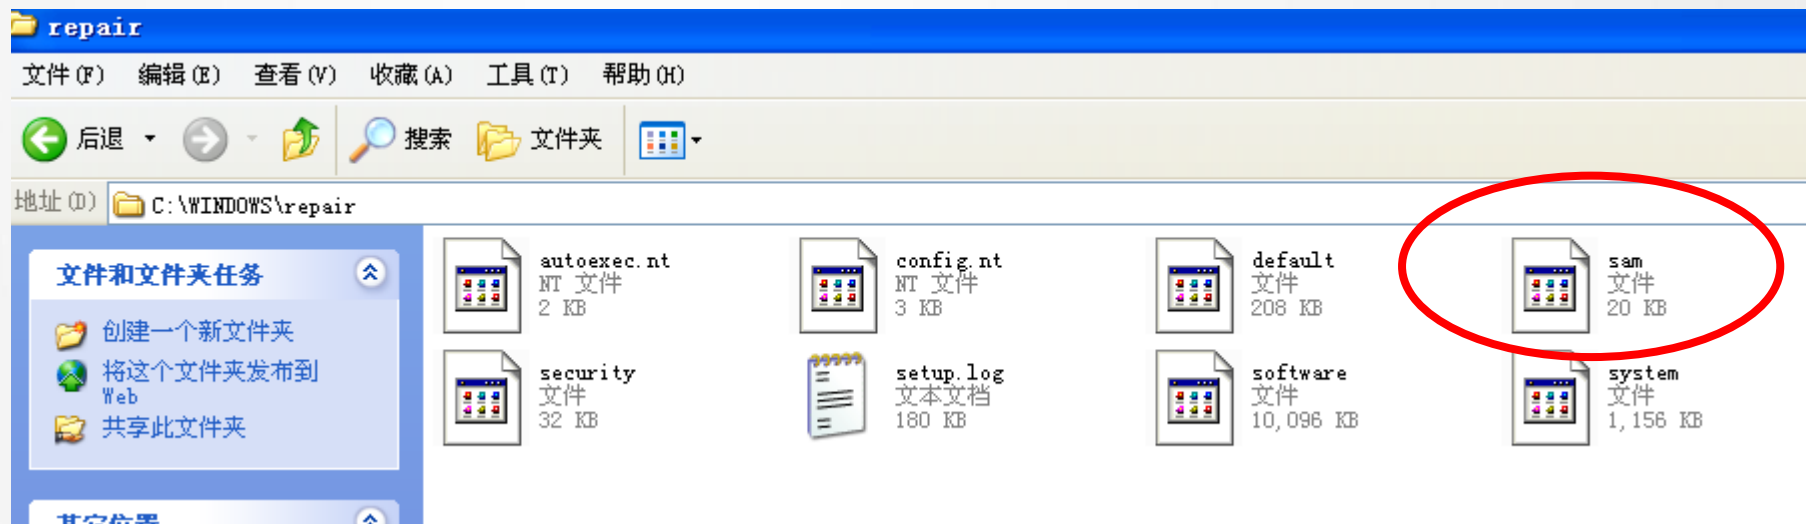 repair
文件(F) 编辑(E) 查看(V) 收藏(A) 工具(T) 帮助(H)
后退 搜索 文件夹
地址(D) C:\WINDOWS\repair
文件和文件夹任务
创建一个新文件夹
将这个文件夹发布到
Web
共享此文件夹
其它位置
autoexec.nt
NT 文件
2 KB
config.nt
NT 文件
3 KB
default
文件
208 KB
sam
文件
20 KB
security
文件
32 KB
setup.log
文本文档
180 KB
software
文件
10,096 KB
system
文件
1,156 KB